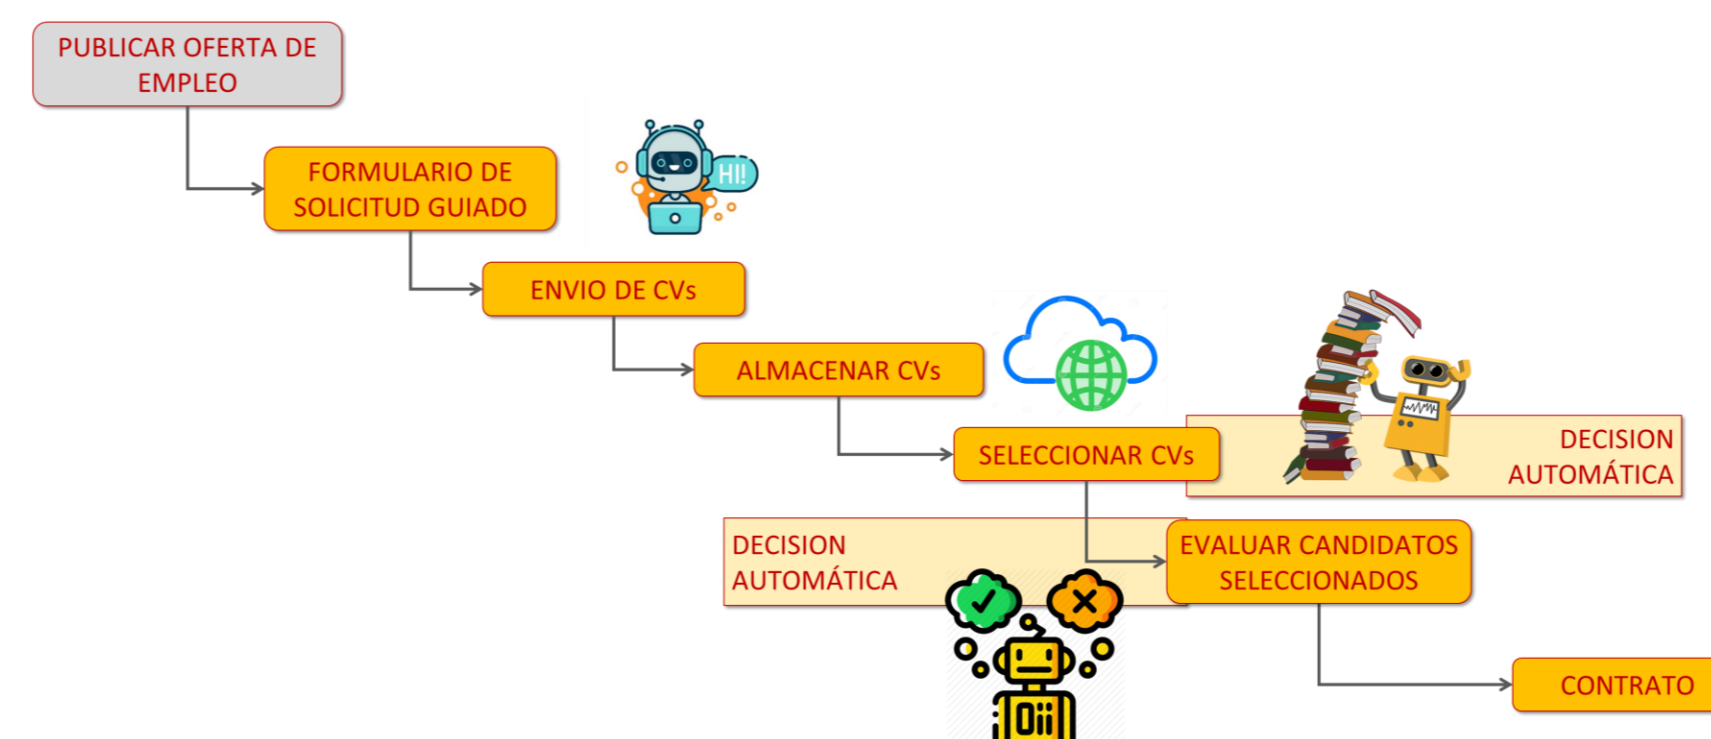 PUBLICAR OFERTA DE
EMPLEO
FORMULARIO DE
SOLICITUD GUIADO
HI!
ENVIO DE CVs
ALMACENAR CVs
SELECCIONAR CVs
DECISION
AUTOMÁTICA
DECISION
AUTOMÁTICA
EVALUAR CANDIDATOS
SELECCIONADOS
CONTRATO